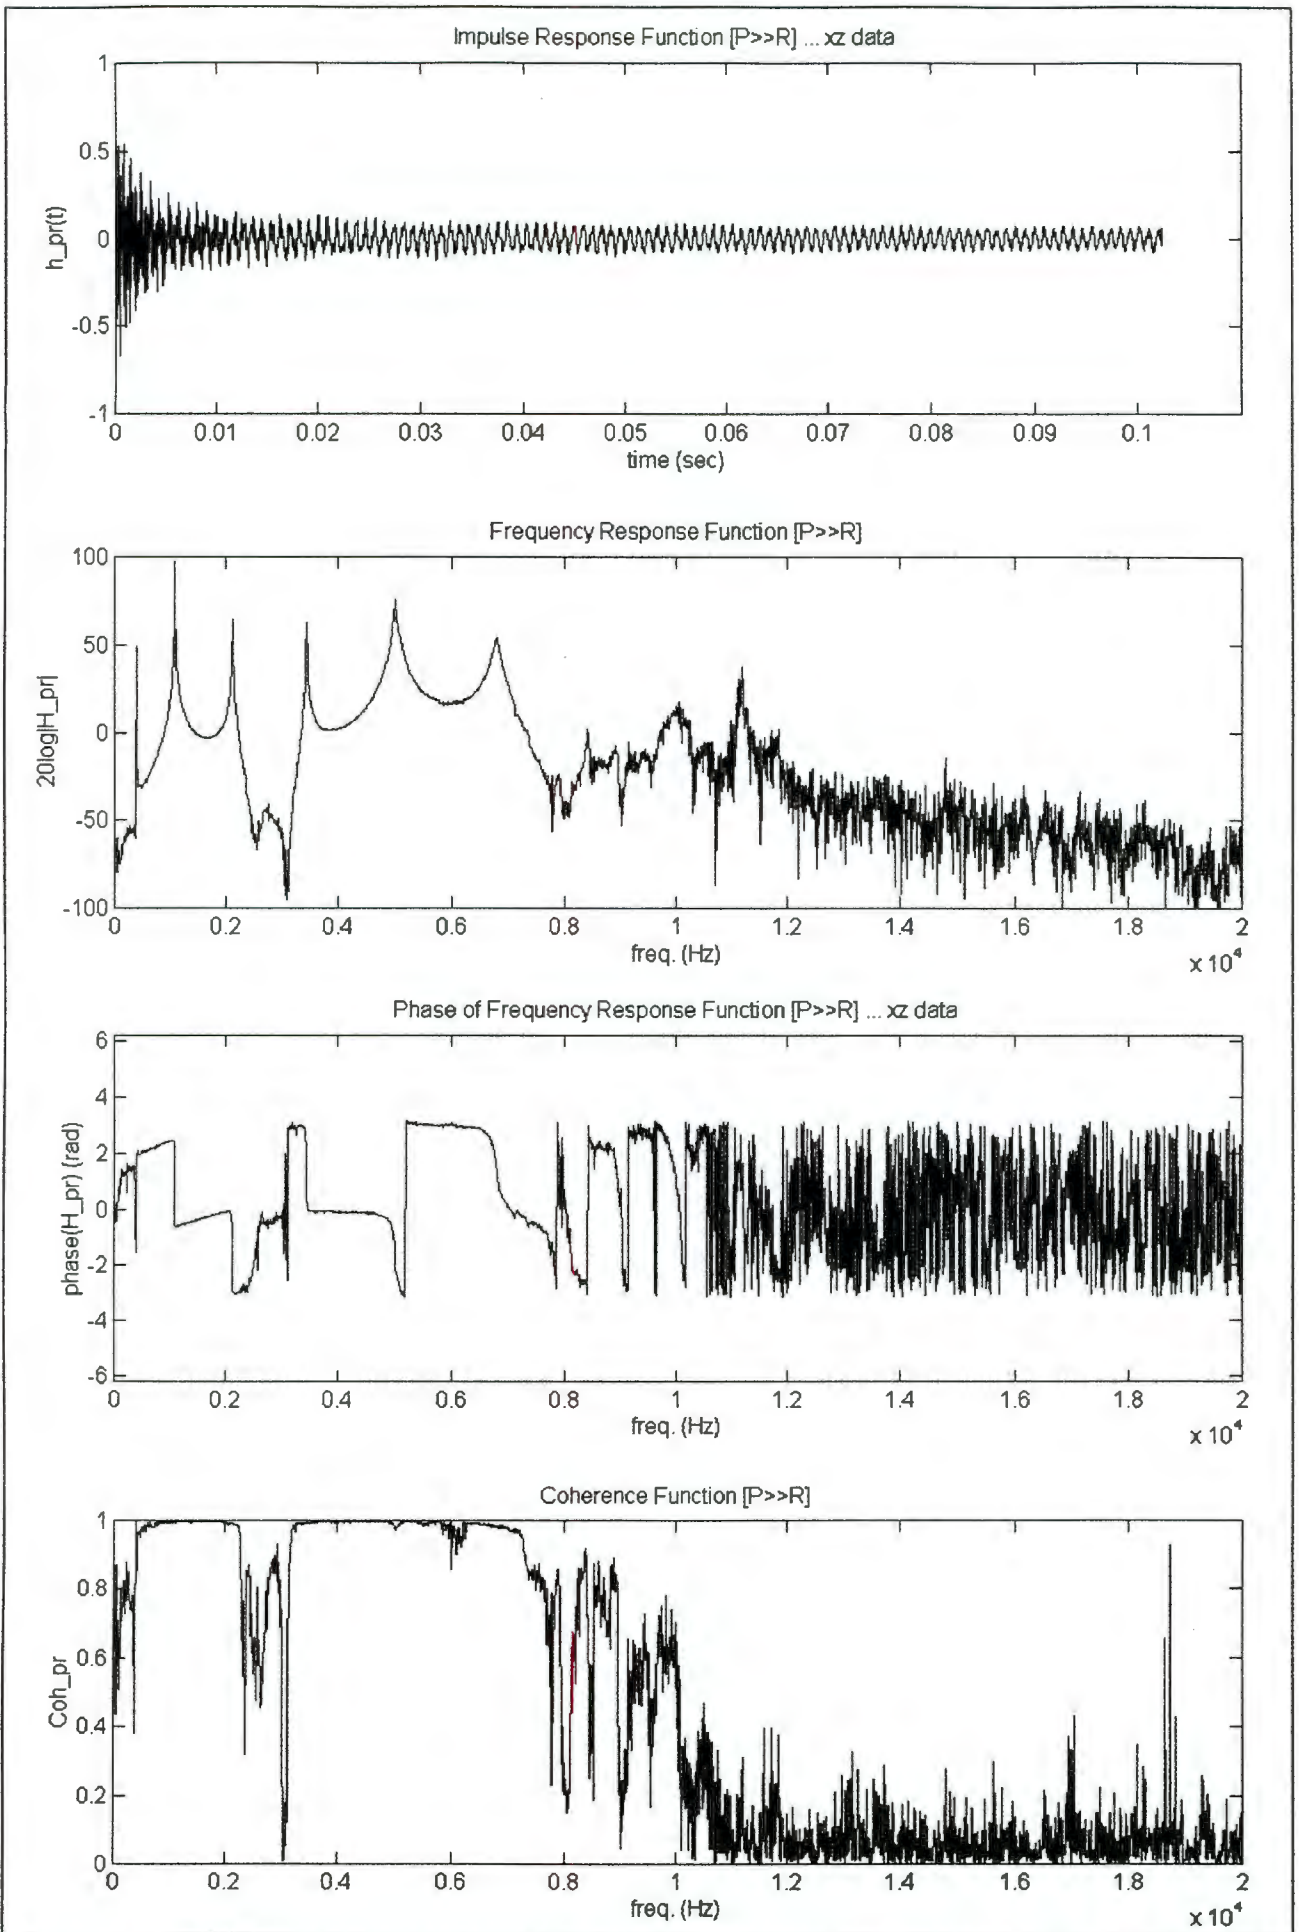 Impulse Response Function [P>>R] ... xz data
1
0.5
0
-0.5
-1
h_pr(t)
0 0.01 0.02 0.03 0.04 0.05 0.06 0.07 0.08 0.09 0.1
time (sec)
Frequency Response Function [P>>R]
100
50
0
-50
-100
20log|H_pr|
0 0.2 0.4 0.6 0.8 1 1.2 1.4 1.6 1.8 2
freq. (Hz)
x 10⁴
Phase of Frequency Response Function [P>>R] ... xz data
6
4
2
0
-2
-4
-6
phase(H_pr) (rad)
0 0.2 0.4 0.6 0.8 1 1.2 1.4 1.6 1.8 2
freq. (Hz)
x 10⁴
Coherence Function [P>>R]
1
0.8
0.6
0.4
0.2
0
Coh_pr
0 0.2 0.4 0.6 0.8 1 1.2 1.4 1.6 1.8 2
freq. (Hz)
x 10⁴